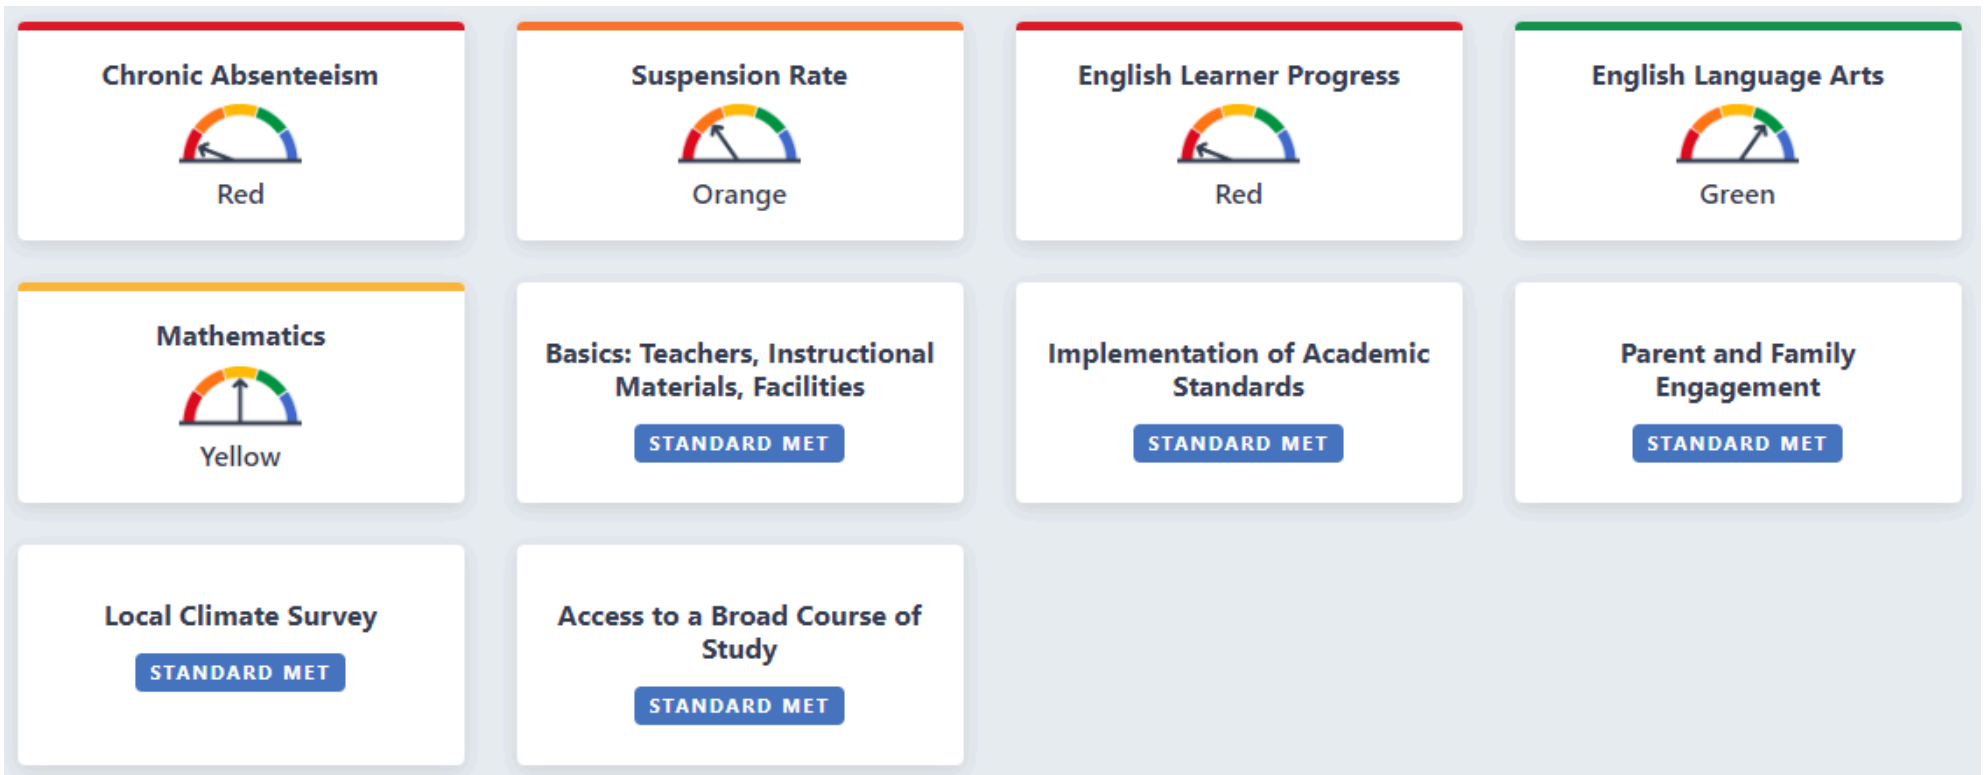 Chronic Absenteeism
Red
Suspension Rate
Orange
English Learner Progress
Red
English Language Arts
Green
Mathematics
Yellow
Basics: Teachers, Instructional
Materials, Facilities
STANDARD MET
Implementation of Academic
Standards
STANDARD MET
Parent and Family
Engagement
STANDARD MET
Local Climate Survey
STANDARD MET
Access to a Broad Course of
Study
STANDARD MET